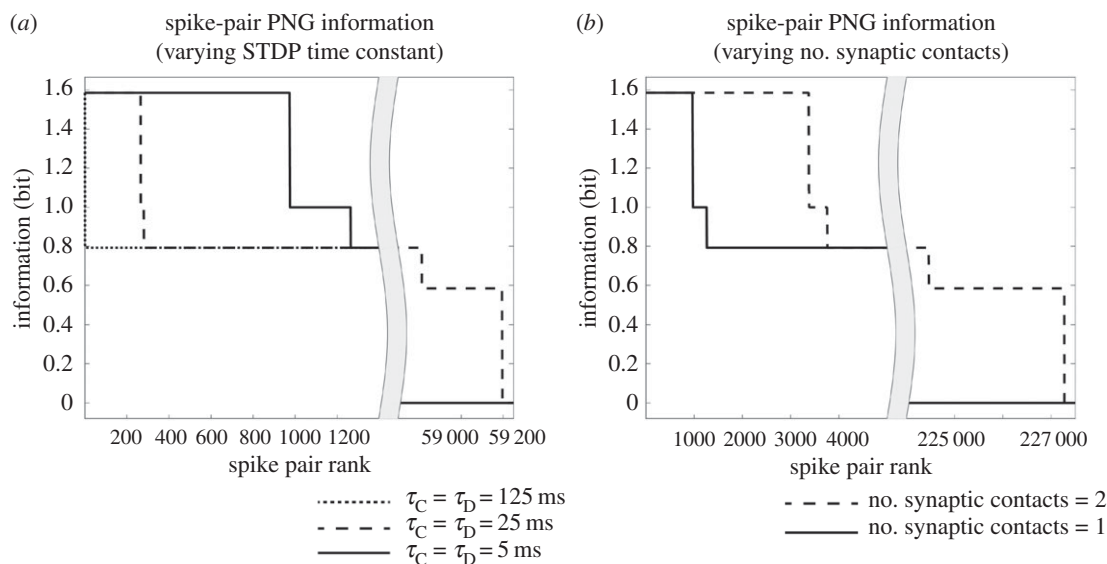 (a)
spike-pair PNG information
(varying STDP time constant)
information (bit)
1.6
1.4
1.2
1.0
0.8
0.6
0.4
0.2
0
200 400 600 800 1000 1200 59 000 59 200
spike pair rank
τC = τD = 125 ms
τC = τD = 25 ms
τC = τD = 5 ms
(b)
spike-pair PNG information
(varying no. synaptic contacts)
information (bit)
1.6
1.4
1.2
1.0
0.8
0.6
0.4
0.2
0
1000 2000 3000 4000 225 000 227 000
spike pair rank
no. synaptic contacts = 2
no. synaptic contacts = 1